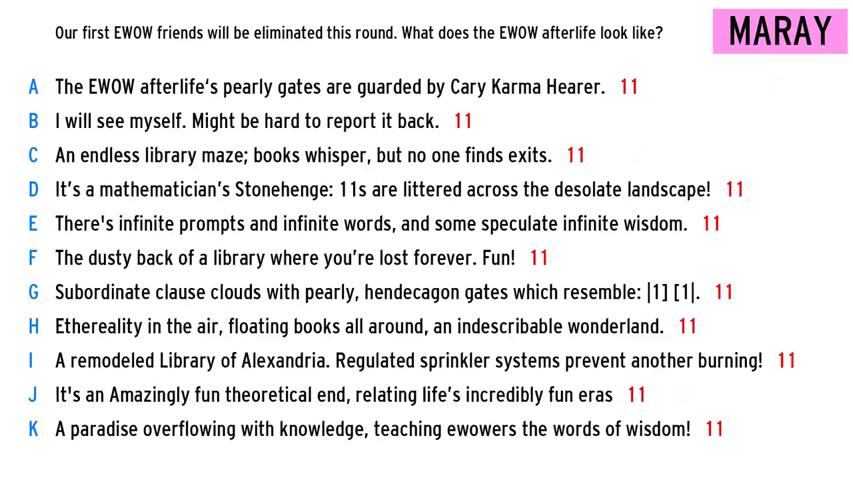 Our first EWOW friends will be eliminated this round. What does the EWOW afterlife look like?
MARAY
A The EWOW afterlife‘s pearly gates are guarded by Cary Karma Hearer. 11
B I will see myself. Might be hard to report it back. 11
C An endless library maze; books whisper, but no one finds exits. 11
D It’s a mathematician’s Stonehenge: 11s are littered across the desolate landscape! 11
E There's infinite prompts and infinite words, and some speculate infinite wisdom. 11
F The dusty back of a library where you’re lost forever. Fun! 11
G Subordinate clause clouds with pearly, hendecagon gates which resemble: |1] [1|. 11
H Ethereality in the air, floating books all around, an indescribable wonderland. 11
I A remodeled Library of Alexandria. Regulated sprinkler systems prevent another burning! 11
J It's an Amazingly fun theoretical end, relating life’s incredibly fun eras 11
K A paradise overflowing with knowledge, teaching ewowers the words of wisdom! 11